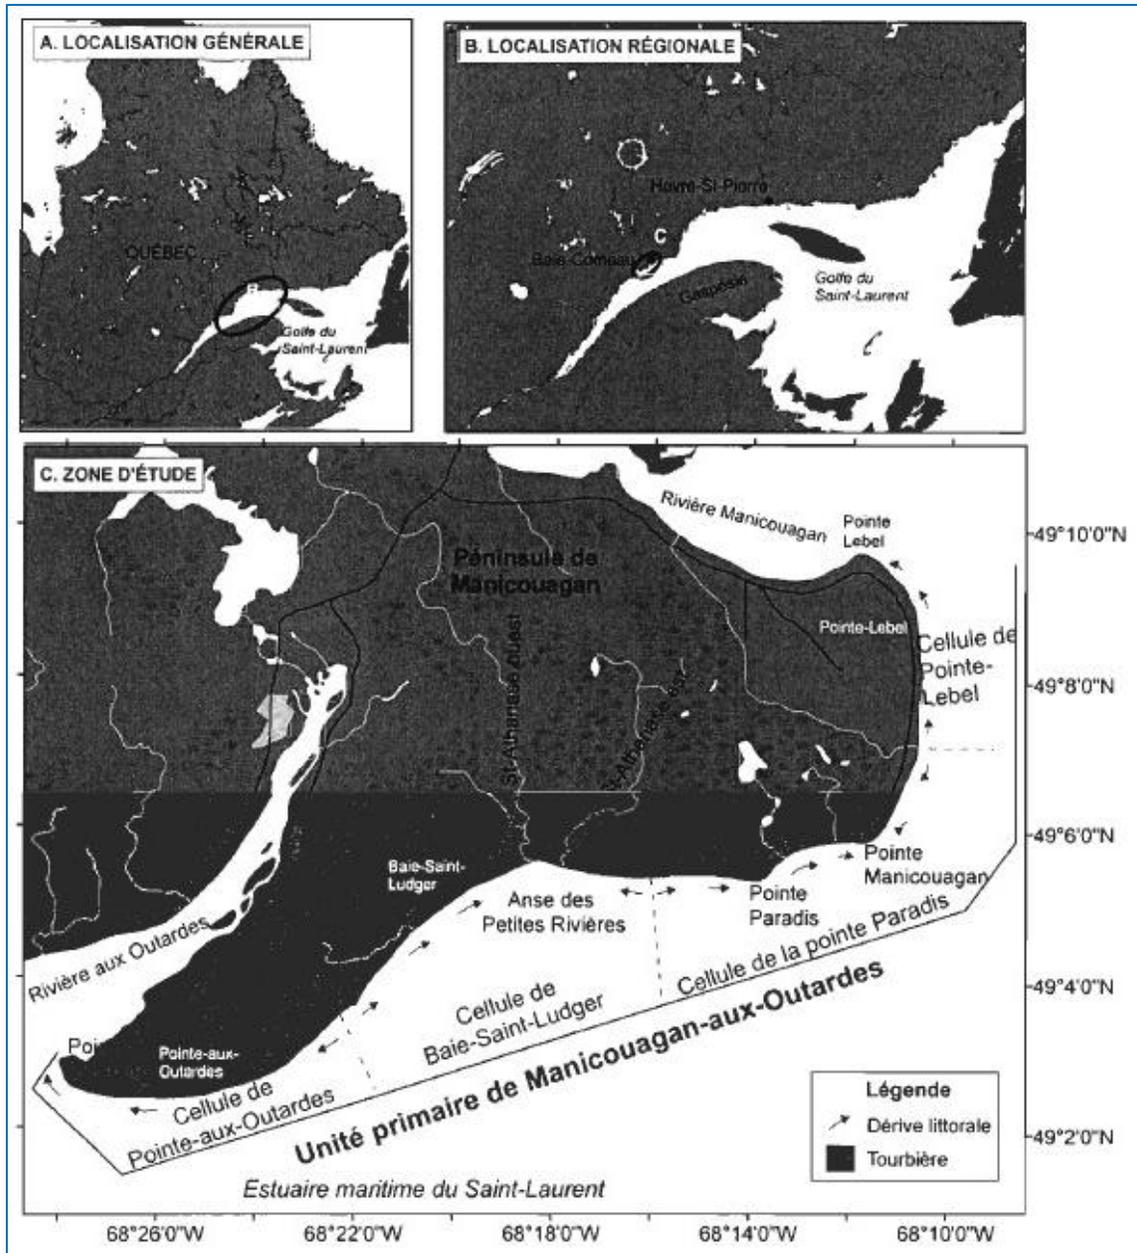 A. LOCALISATION GÉNÉRALE
QUÉBEC
B
Golfe du
Saint-Laurent
B. LOCALISATION RÉGIONALE
Havre-St-Pierre
C
Baie-Comeau
Gaspésie
Golfe du
Saint-Laurent
C. ZONE D'ÉTUDE
Rivière Manicouagan
Pointe
Lebel
Péninsule de
Manicouagan
Pointe-Lebel
Cellule de
Pointe-
Lebel
St-Athanase ouest
St-Athanase est
Baie-Saint-
Ludger
Anse des
Petites Rivières
Pointe
Paradis
Pointe
Manicouagan
Rivière aux Outardes
Cellule de la pointe Paradis
Cellule de
Baie-Saint-Ludger
Pointe-aux-
Outardes
Cellule de
Pointe-aux-Outardes
Unité primaire de Manicouagan-aux-Outardes
Estuaire maritime du Saint-Laurent
Légende
Dérive littorale
Tourbière
49°10'0"N
49°8'0"N
49°6'0"N
49°4'0"N
49°2'0"N
68°26'0"W
68°22'0"W
68°18'0"W
68°14'0"W
68°10'0"W